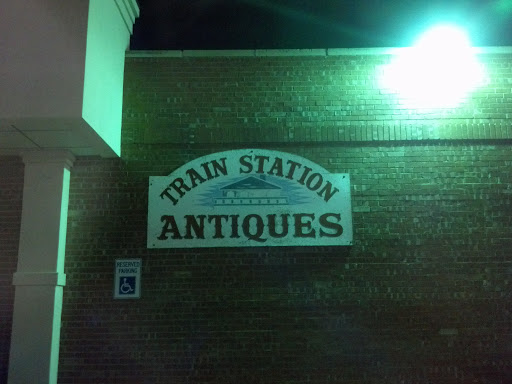 TRAIN STATION
ANTIQUES
RESERVED
PARKING